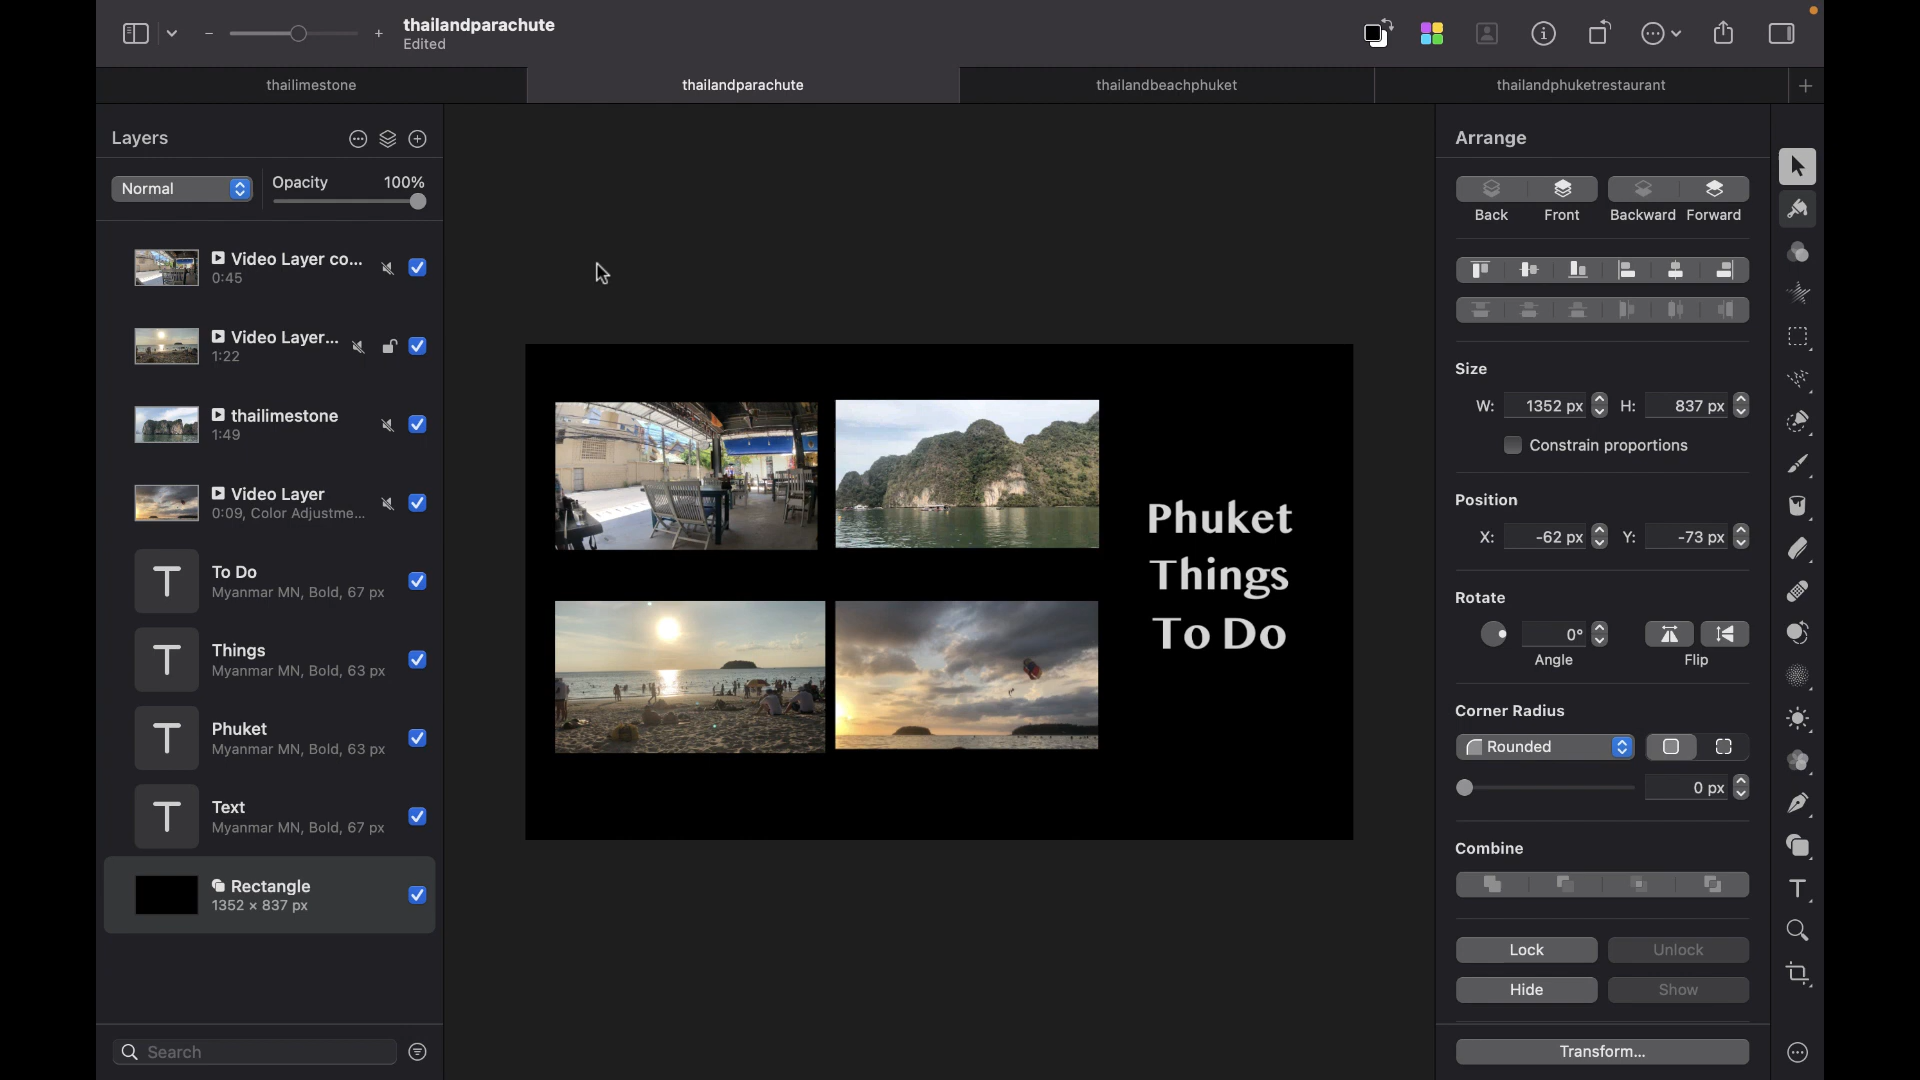 thailandparachute
Edited
thailimestone
thailandparachute
thailandbeachphuket
thailandphuketrestaurant
Layers
Normal
Opacity
100%
Video Layer co...
0:45
Video Layer...
1:22
thailimestone
1:49
Video Layer
0:09, Color Adjustme...
To Do
Myanmar MN, Bold, 67 px
Things
Myanmar MN, Bold, 63 px
Phuket
Myanmar MN, Bold, 63 px
Text
Myanmar MN, Bold, 67 px
Rectangle
1352 × 837 px
Search
Phuket
Things
To Do
Arrange
Back
Front
Backward
Forward
Size
W: 1352 px
H: 837 px
Constrain proportions
Position
X: -62 px
Y: -73 px
Rotate
0°
Angle
Flip
Corner Radius
Rounded
0 px
Combine
Lock
Unlock
Hide
Show
Transform...